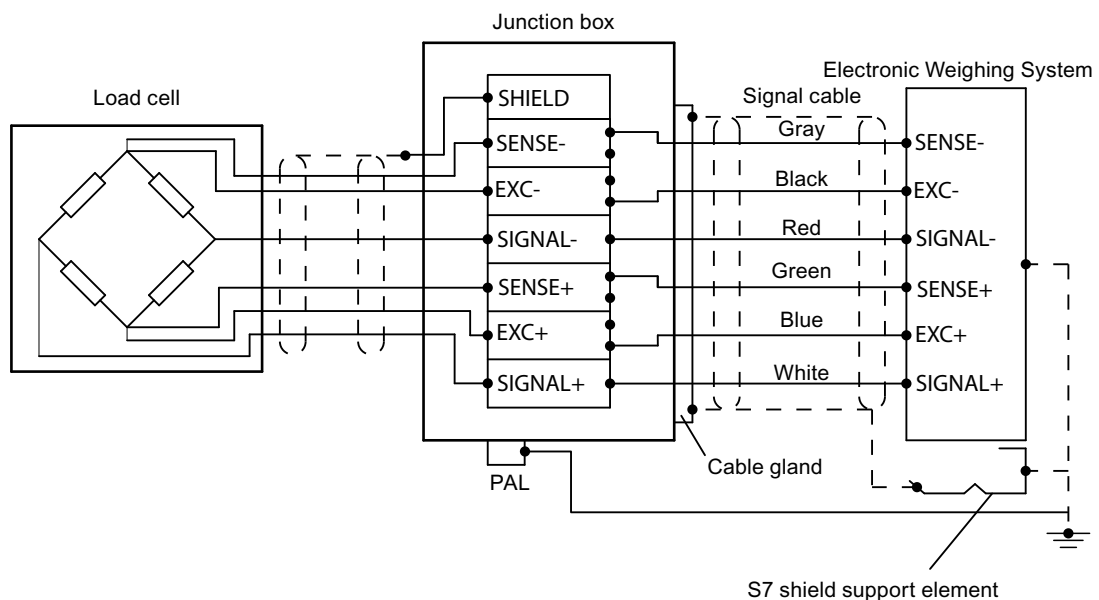 Junction box
Electronic Weighing System
Load cell
Signal cable
SHIELD
SENSE-
EXC-
SIGNAL-
SENSE+
EXC+
SIGNAL+
Gray
Black
Red
Green
Blue
White
SENSE-
EXC-
SIGNAL-
SENSE+
EXC+
SIGNAL+
PAL
Cable gland
S7 shield support element